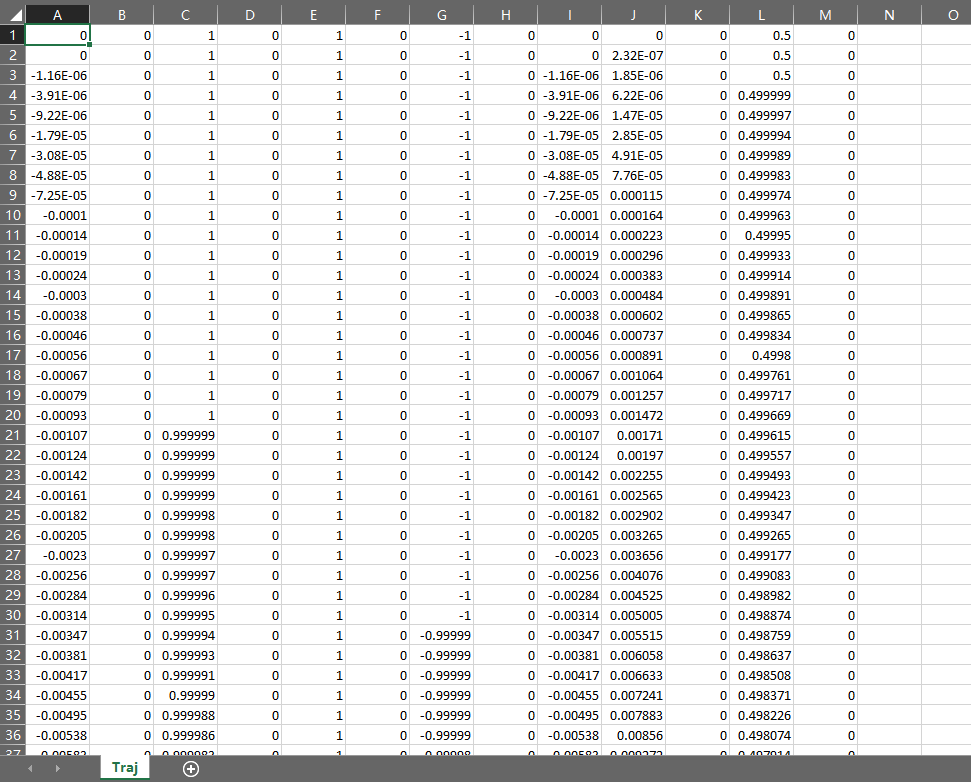 A B C D E F G H I J K L M N O
1 0 0 1 0 1 0 -1 0 0 0 0 0.5 0
2 0 0 1 0 1 0 -1 0 0 2.32E-07 0 0.5 0
3 -1.16E-06 0 1 0 1 0 -1 0 -1.16E-06 1.85E-06 0 0.5 0
4 -3.91E-06 0 1 0 1 0 -1 0 -3.91E-06 6.22E-06 0 0.499999 0
5 -9.22E-06 0 1 0 1 0 -1 0 -9.22E-06 1.47E-05 0 0.499997 0
6 -1.79E-05 0 1 0 1 0 -1 0 -1.79E-05 2.85E-05 0 0.499994 0
7 -3.08E-05 0 1 0 1 0 -1 0 -3.08E-05 4.91E-05 0 0.499989 0
8 -4.88E-05 0 1 0 1 0 -1 0 -4.88E-05 7.76E-05 0 0.499983 0
9 -7.25E-05 0 1 0 1 0 -1 0 -7.25E-05 0.000115 0 0.499974 0
10 -0.0001 0 1 0 1 0 -1 0 -0.0001 0.000164 0 0.499963 0
11 -0.00014 0 1 0 1 0 -1 0 -0.00014 0.000223 0 0.49995 0
12 -0.00019 0 1 0 1 0 -1 0 -0.00019 0.000296 0 0.499933 0
13 -0.00024 0 1 0 1 0 -1 0 -0.00024 0.000383 0 0.499914 0
14 -0.0003 0 1 0 1 0 -1 0 -0.0003 0.000484 0 0.499891 0
15 -0.00038 0 1 0 1 0 -1 0 -0.00038 0.000602 0 0.499865 0
16 -0.00046 0 1 0 1 0 -1 0 -0.00046 0.000737 0 0.499834 0
17 -0.00056 0 1 0 1 0 -1 0 -0.00056 0.000891 0 0.4998 0
18 -0.00067 0 1 0 1 0 -1 0 -0.00067 0.001064 0 0.499761 0
19 -0.00079 0 1 0 1 0 -1 0 -0.00079 0.001257 0 0.499717 0
20 -0.00093 0 1 0 1 0 -1 0 -0.00093 0.001472 0 0.499669 0
21 -0.00107 0 0.999999 0 1 0 -1 0 -0.00107 0.00171 0 0.499615 0
22 -0.00124 0 0.999999 0 1 0 -1 0 -0.00124 0.00197 0 0.499557 0
23 -0.00142 0 0.999999 0 1 0 -1 0 -0.00142 0.002255 0 0.499493 0
24 -0.00161 0 0.999999 0 1 0 -1 0 -0.00161 0.002565 0 0.499423 0
25 -0.00182 0 0.999998 0 1 0 -1 0 -0.00182 0.002902 0 0.499347 0
26 -0.00205 0 0.999998 0 1 0 -1 0 -0.00205 0.003265 0 0.499265 0
27 -0.0023 0 0.999997 0 1 0 -1 0 -0.0023 0.003656 0 0.499177 0
28 -0.00256 0 0.999997 0 1 0 -1 0 -0.00256 0.004076 0 0.499083 0
29 -0.00284 0 0.999996 0 1 0 -1 0 -0.00284 0.004525 0 0.498982 0
30 -0.00314 0 0.999995 0 1 0 -1 0 -0.00314 0.005005 0 0.498874 0
31 -0.00347 0 0.999994 0 1 0 -0.99999 0 -0.00347 0.005515 0 0.498759 0
32 -0.00381 0 0.999993 0 1 0 -0.99999 0 -0.00381 0.006058 0 0.498637 0
33 -0.00417 0 0.999991 0 1 0 -0.99999 0 -0.00417 0.006633 0 0.498508 0
34 -0.00455 0 0.99999 0 1 0 -0.99999 0 -0.00455 0.007241 0 0.498371 0
35 -0.00495 0 0.999988 0 1 0 -0.99999 0 -0.00495 0.007883 0 0.498226 0
36 -0.00538 0 0.999986 0 1 0 -0.99999 0 -0.00538 0.00856 0 0.498074 0
Traj